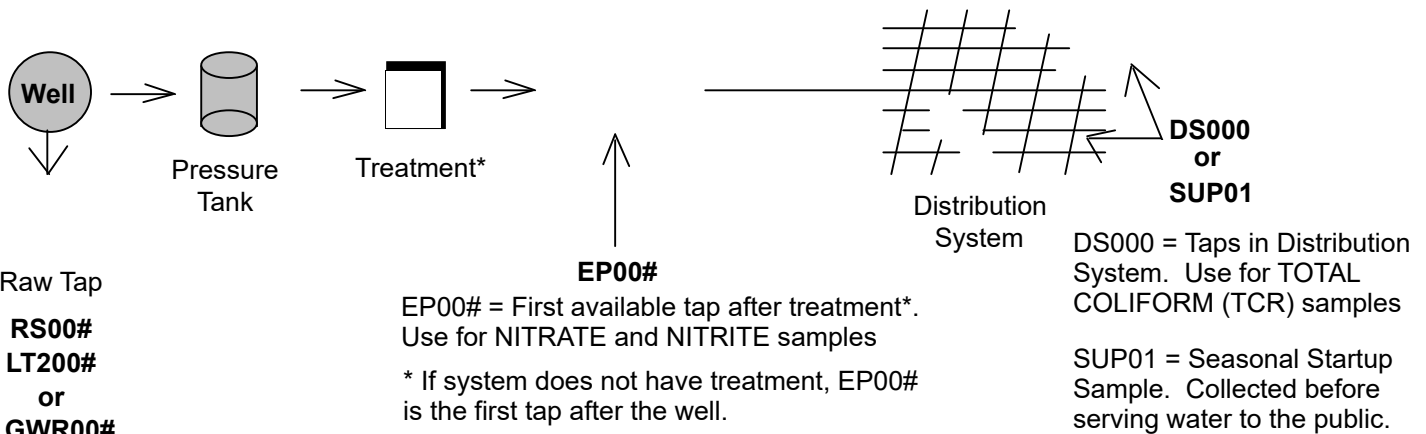 Well
Pressure
Tank
Treatment*
Distribution
System
DS000
or
SUP01
Raw Tap
RS00#
LT200#
or
GWR00#
EP00#
EP00# = First available tap after treatment*.
Use for NITRATE and NITRITE samples
* If system does not have treatment, EP00#
is the first tap after the well.
DS000 = Taps in Distribution
System. Use for TOTAL
COLIFORM (TCR) samples
SUP01 = Seasonal Startup
Sample. Collected before
serving water to the public.